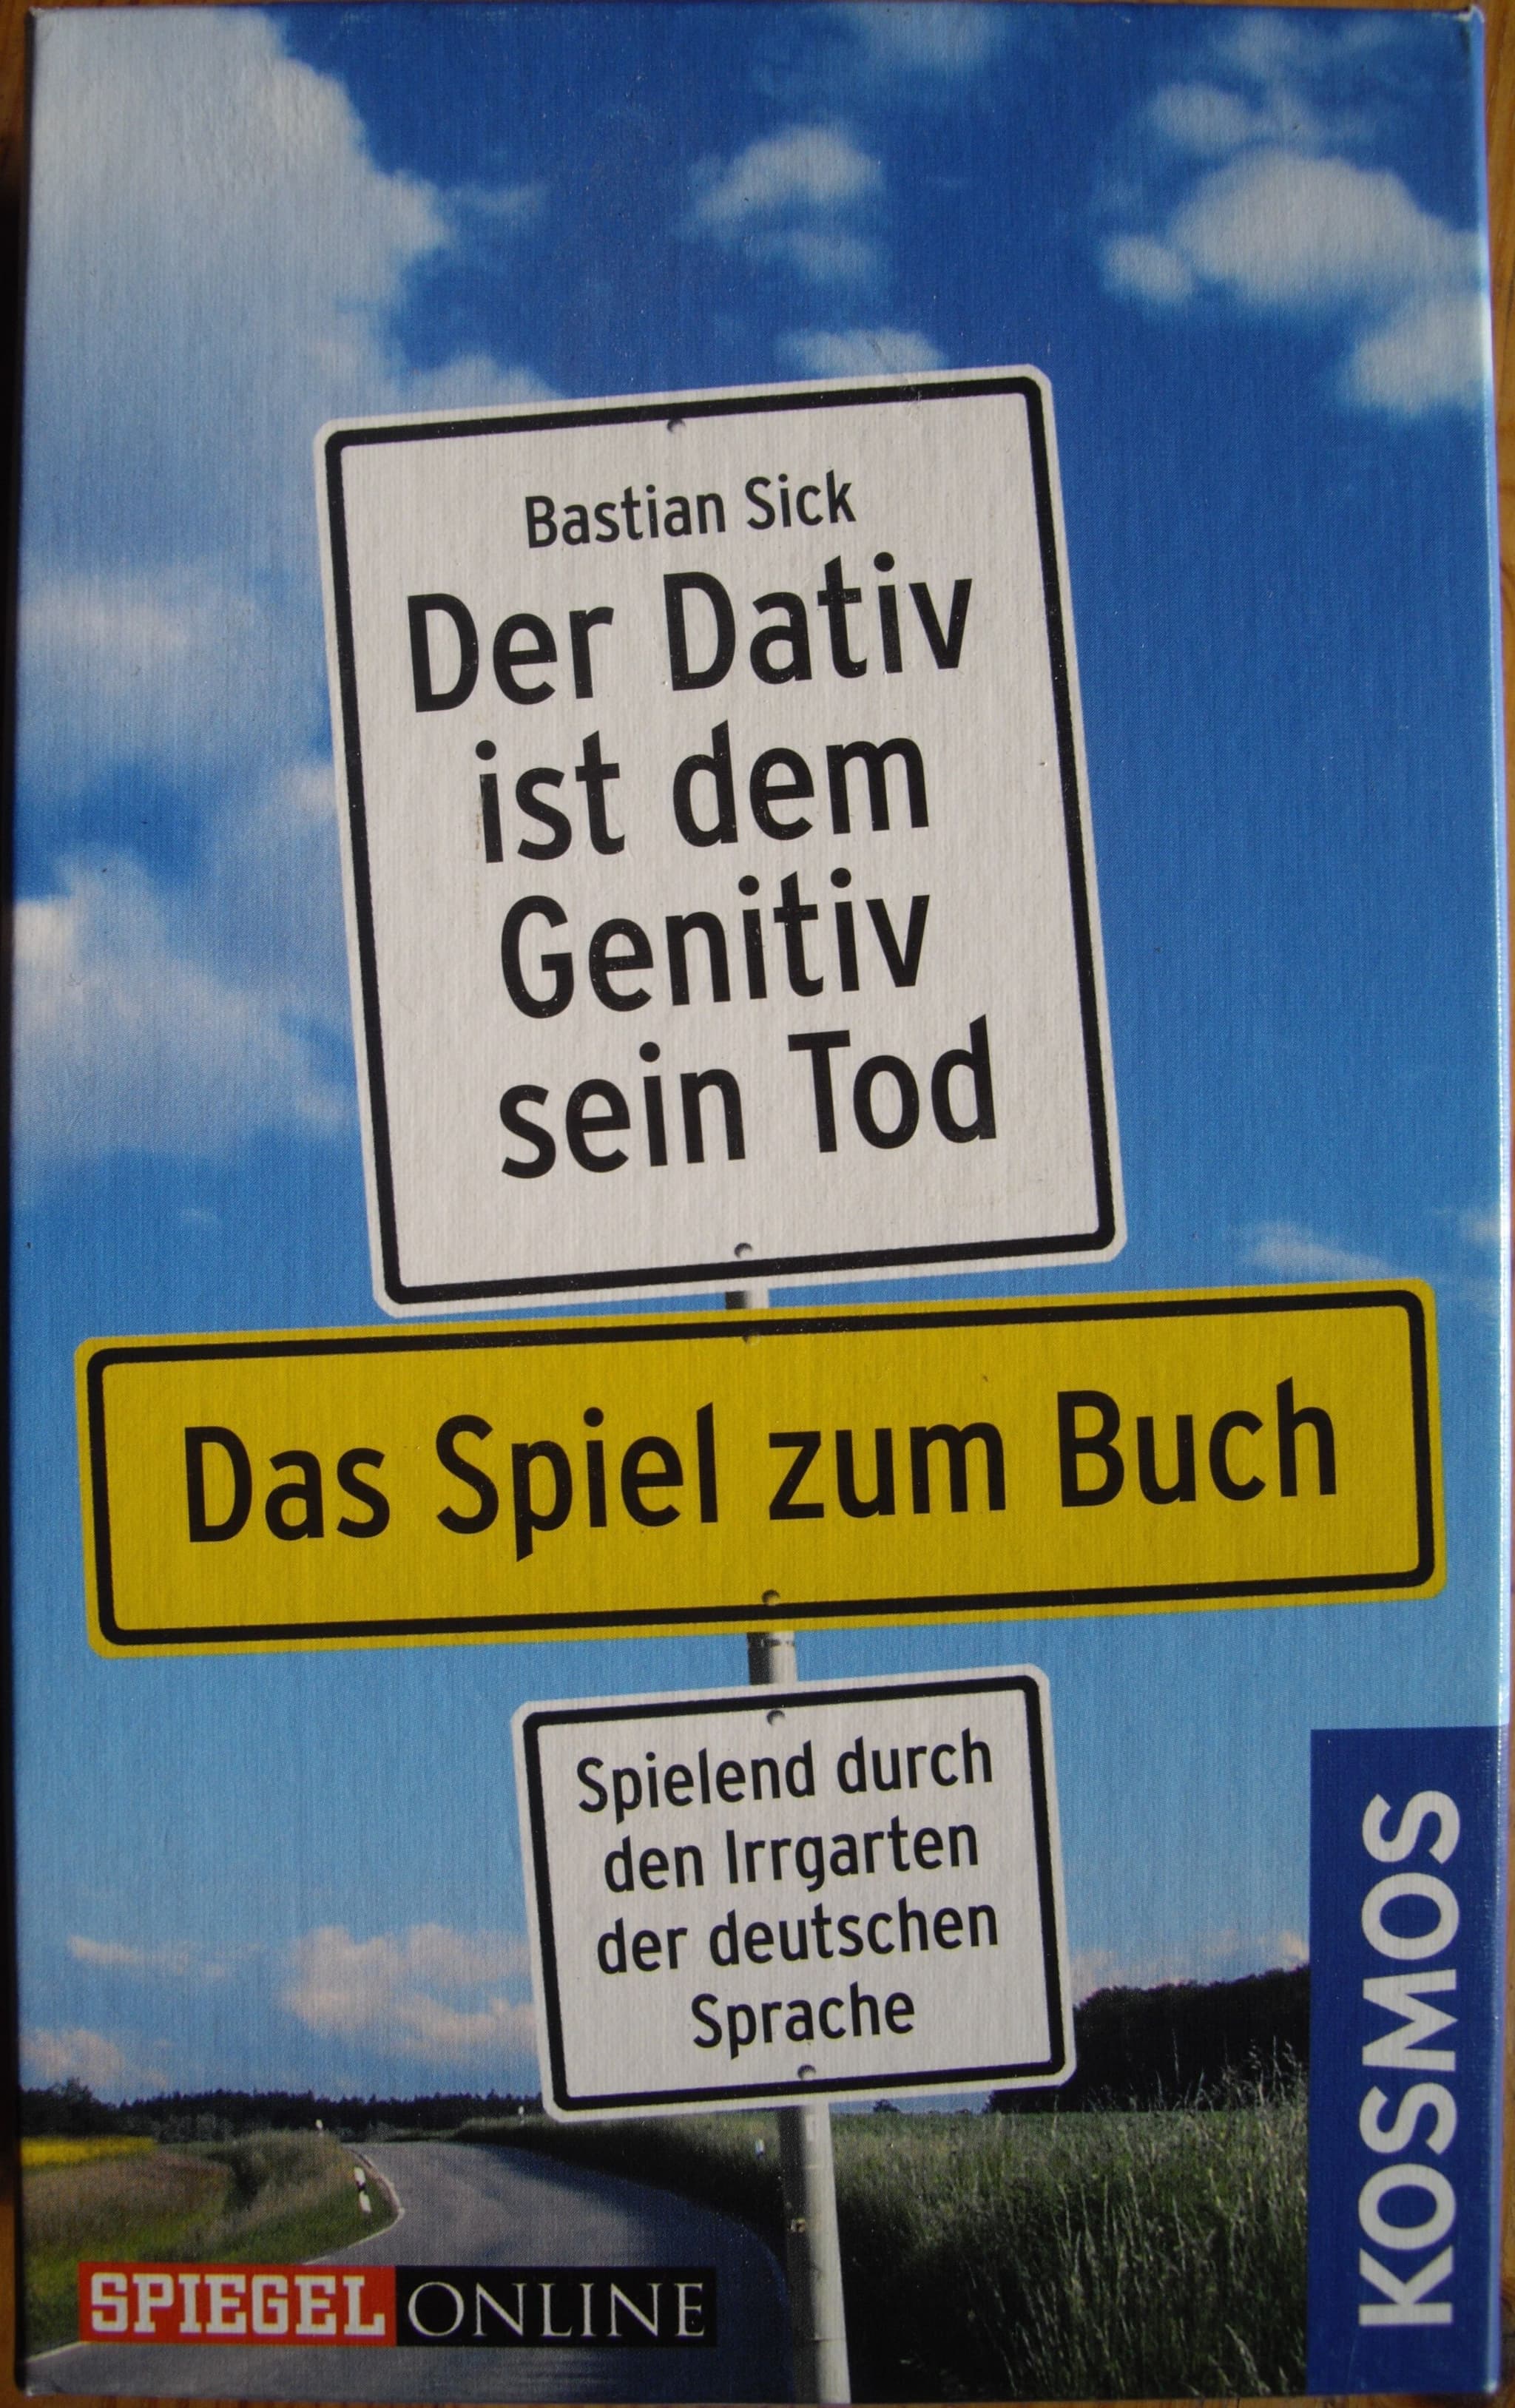 Bastian Sick
Der Dativ
ist dem
Genitiv
sein Tod
Das Spiel zum Buch
Spielend durch
den Irrgarten
der deutschen
Sprache
KOSMOS
SPIEGEL ONLINE